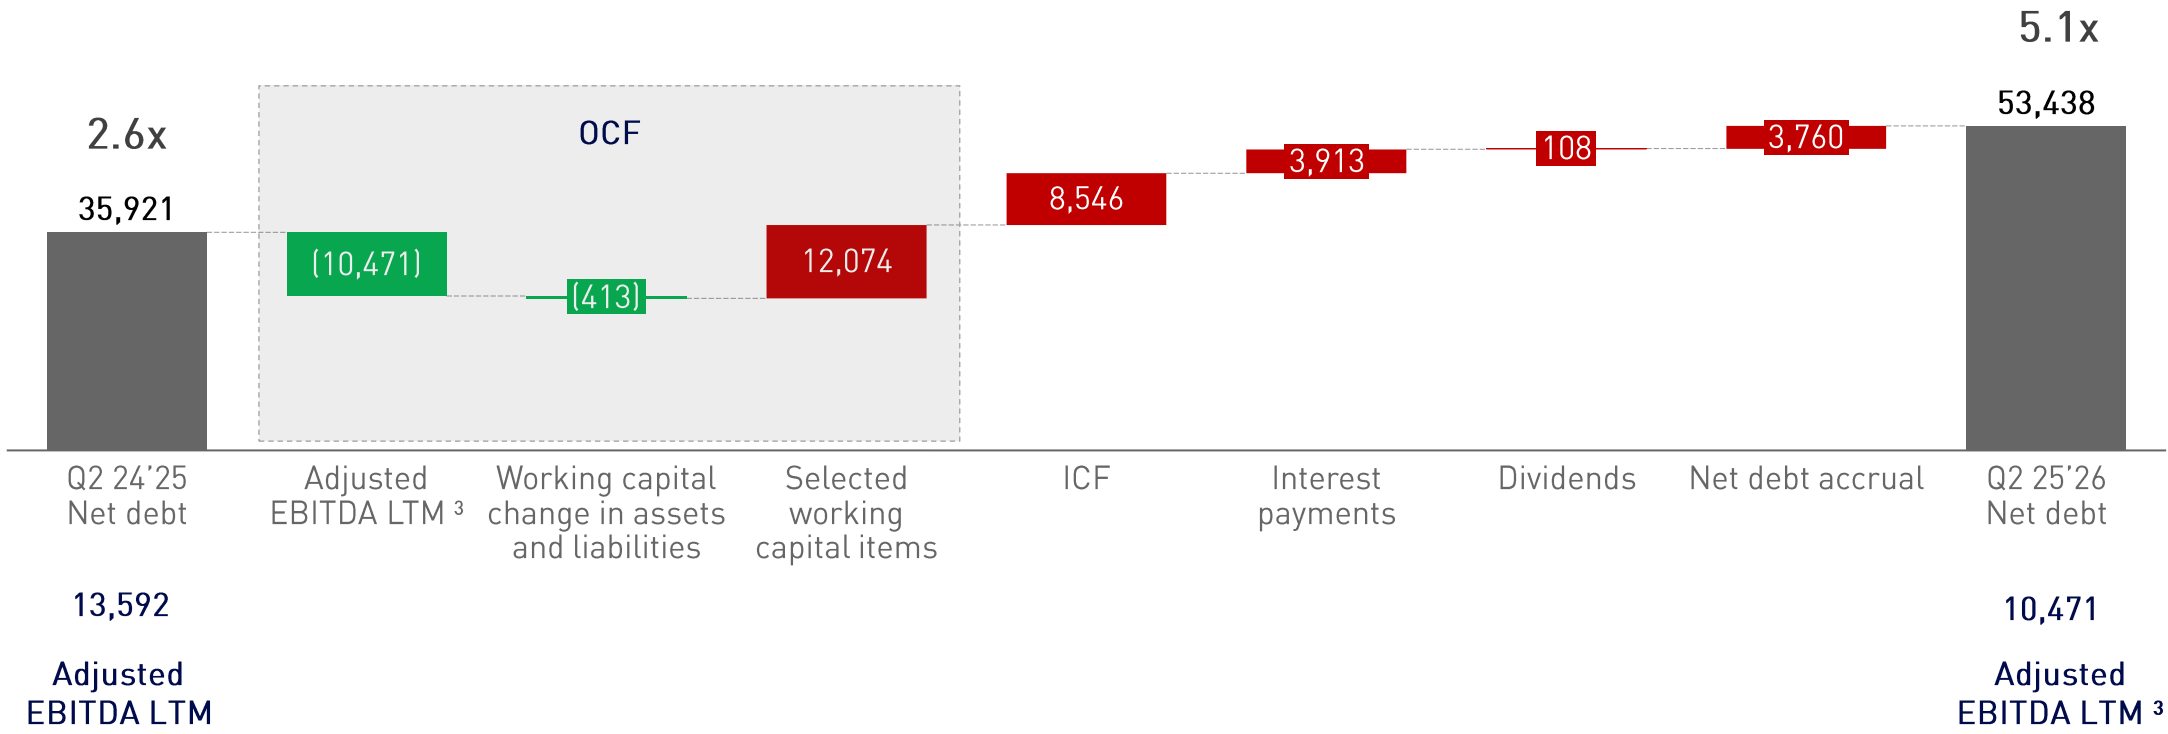 5.1x
53,438
2.6x
35,921
OCF
(10,471)
(413)
12,074
8,546
3,913
108
3,760
Q2 24’25
Net debt
Adjusted
EBITDA LTM ³
Working capital
change in assets
and liabilities
Selected
working
capital items
ICF
Interest
payments
Dividends
Net debt accrual
Q2 25’26
Net debt
13,592
Adjusted
EBITDA LTM
10,471
Adjusted
EBITDA LTM ³